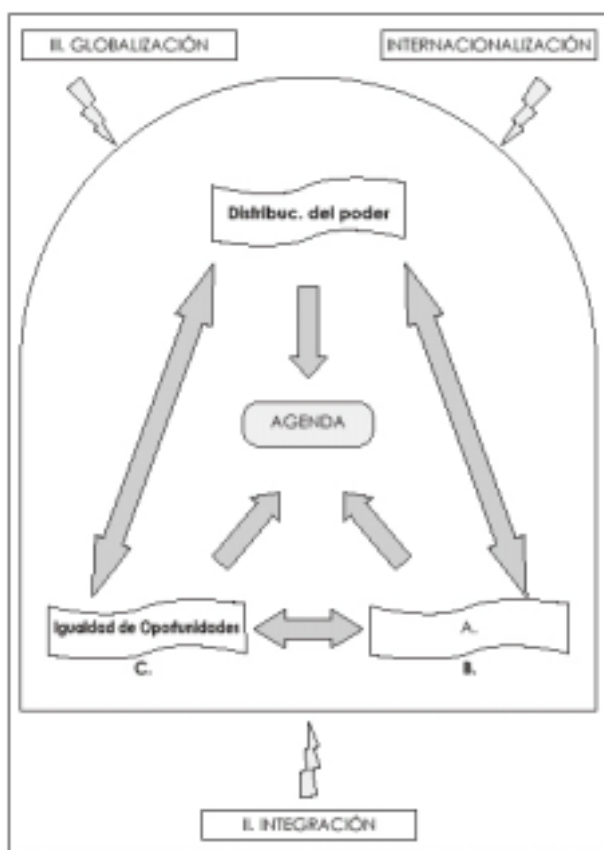 III. GLOBALIZACIÓN
INTERNACIONALIZACIÓN
Distribuc. del poder
AGENDA
Igualdad de Oportunidades
A.
C.
B.
II. INTEGRACIÓN